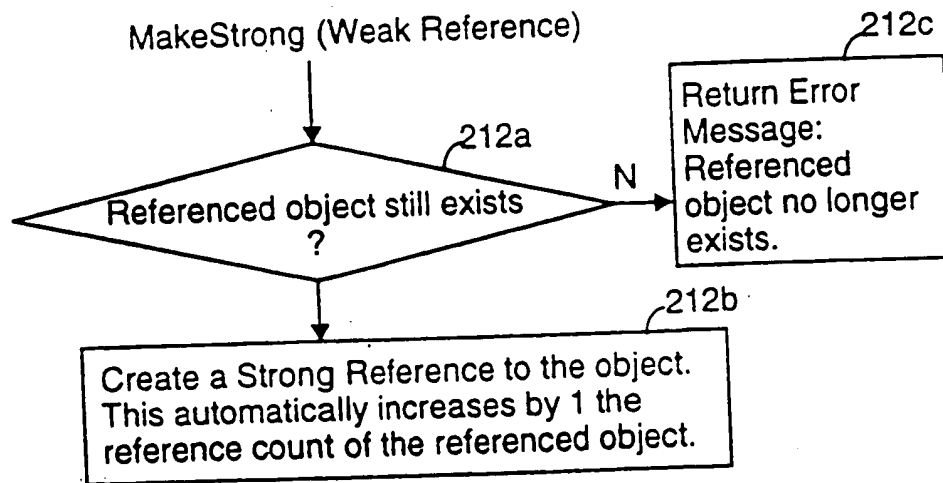 MakeStrong (Weak Reference)
212c
Return Error
Message:
Referenced
object no longer
exists.
212a
N
Referenced object still exists
?
212b
Create a Strong Reference to the object.
This automatically increases by 1 the
reference count of the referenced object.